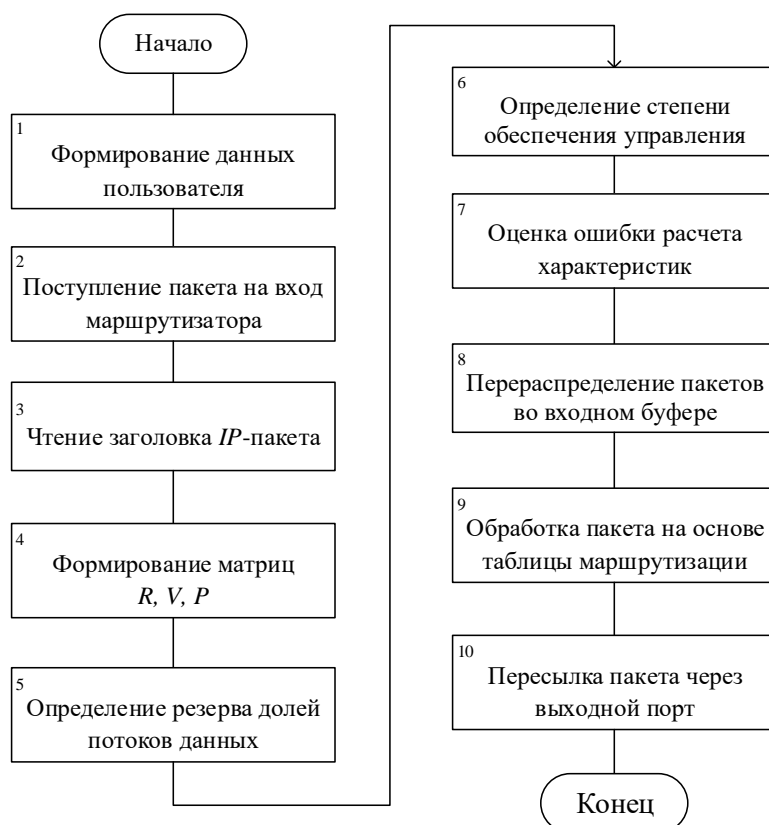 Начало
1
Формирование данных
пользователя
2
Поступление пакета на вход
маршрутизатора
3
Чтение заголовка IP-пакета
4
Формирование матриц
R, V, P
5
Определение резерва долей
потоков данных
6
Определение степени
обеспечения управления
7
Оценка ошибки расчета
характеристик
8
Перераспределение пакетов
во входном буфере
9
Обработка пакета на основе
таблицы маршрутизации
10
Пересылка пакета через
выходной порт
Конец